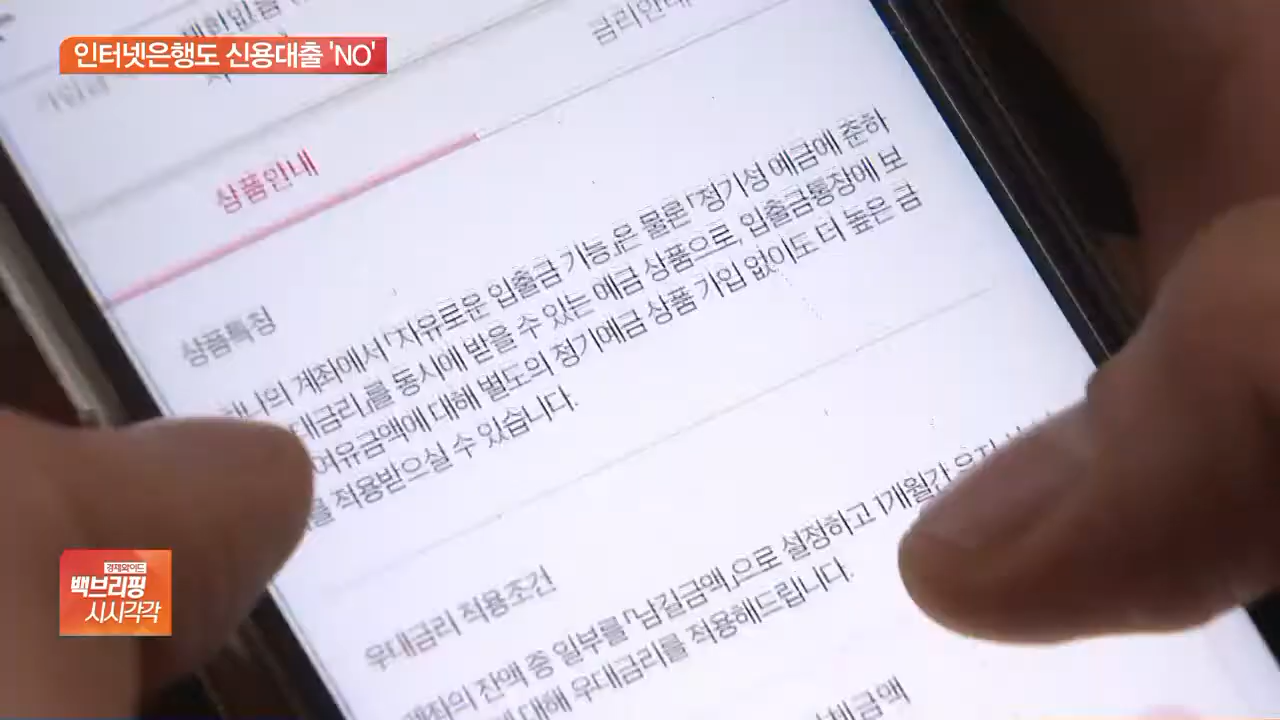 인터넷은행도 신용대출 'NO'
금리안내
상품안내
상품특징
계좌에서 「자유로운 입출금 기능」은 물론 「정기성 예금에 준하
대금리」를 동시에 받을 수 있는 예금 상품으로, 입출금통장에 보
여유금액에 대해 별도의 정기예금 상품 가입 없이도 더 높은 금
를 적용받으실 수 있습니다.
우대금리 적용조건
계좌의 잔액 중 일부를 「남길금액」으로 설정하고 1개월간 유지
대해 우대금리를 적용해드립니다.
경제와이드
백브리핑
시시각각